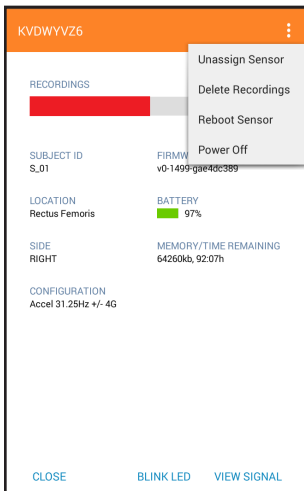 KVDWYVZ6
Unassign Sensor
Delete Recordings
Reboot Sensor
Power Off
RECORDINGS
SUBJECT ID
S_01
FIRMW
v0-1499-gae4dc389
LOCATION
Rectus Femoris
BATTERY
97%
SIDE
RIGHT
MEMORY/TIME REMAINING
64260kb, 92:07h
CONFIGURATION
Accel 31.25Hz +/- 4G
CLOSE
BLINK LED
VIEW SIGNAL